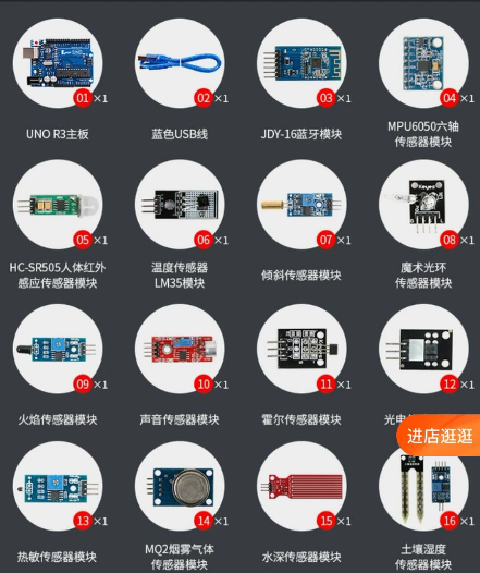 01 ×1
02 ×1
03 ×1
04 ×1
UNO R3主板
蓝色USB线
JDY-16蓝牙模块
MPU6050六轴
传感器模块
05 ×1
06 ×1
07 ×1
Keyes
08 ×1
HC-SR505人体红外
感应传感器模块
温度传感器
LM35模块
倾斜传感器模块
魔术光环
传感器模块
09 ×1
10 ×1
11 ×1
12 ×1
火焰传感器模块
声音传感器模块
霍尔传感器模块
光电
进店逛逛
13 ×1
14 ×1
15 ×1
16 ×1
热敏传感器模块
MQ2烟雾气体
传感器模块
水深传感器模块
土壤湿度
传感器模块